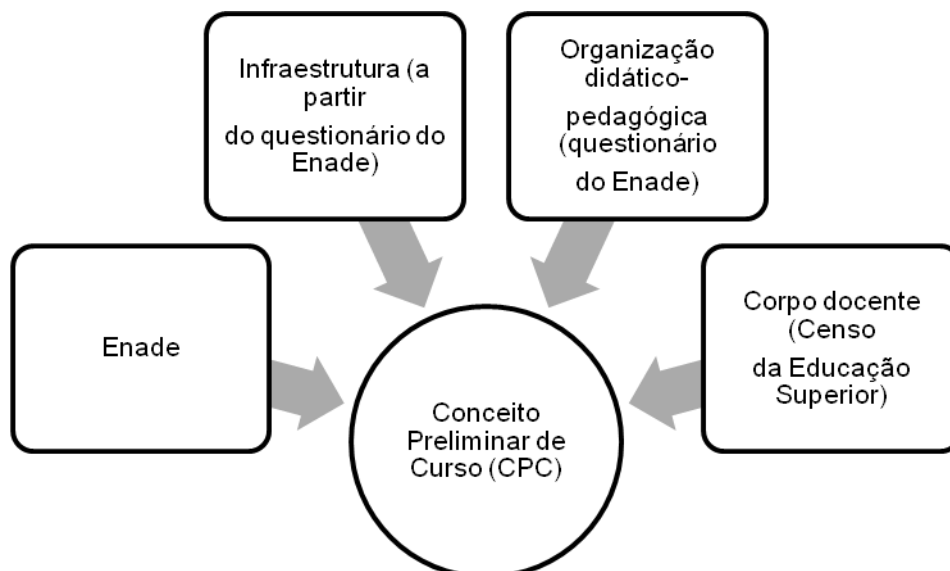 Infraestrutura (a
partir
do questionário do
Enade)
Organização
didático-
pedagógica
(questionário
do Enade)
Enade
Corpo docente
(Censo
da Educação
Superior)
Conceito
Preliminar de
Curso (CPC)